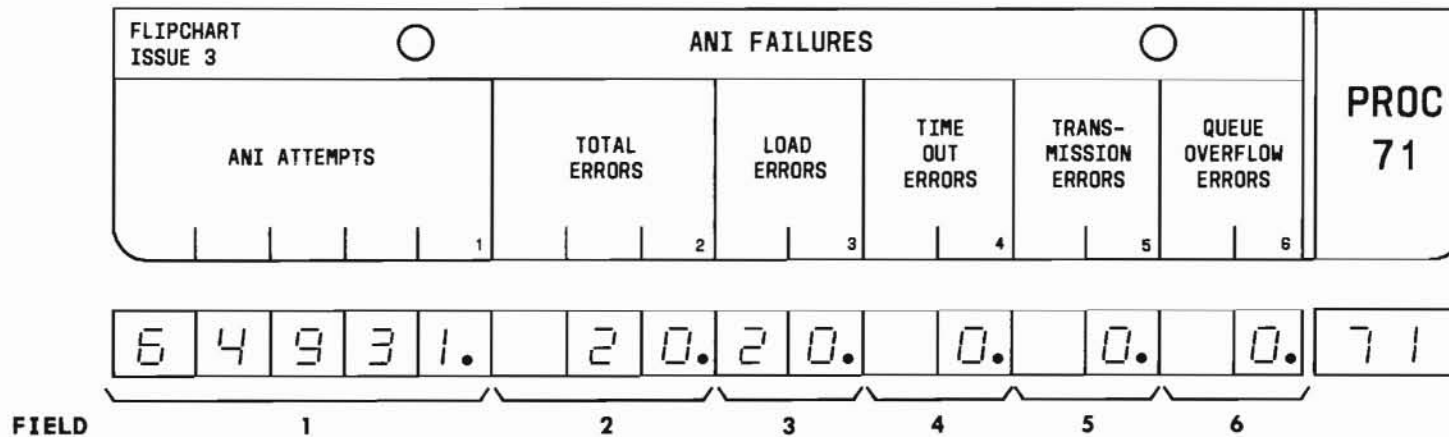 FLIPCHART
ISSUE 3
ANI FAILURES
PROC
71
ANI ATTEMPTS
1
TOTAL
ERRORS
2
LOAD
ERRORS
3
TIME
OUT
ERRORS
4
TRANS-
MISSION
ERRORS
5
QUEUE
OVERFLOW
ERRORS
6
6 4 9 3 1. 2 0. 2 0. 0. 0. 0. 7 1
FIELD 1 2 3 4 5 6